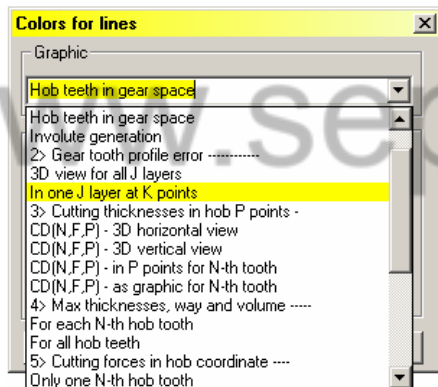 Colors for lines
Graphic
Hob teeth in gear space
Hob teeth in gear space
Involute generation
2> Gear tooth profile error ------------
3D view for all J layers
In one J layer at K points
3> Cutting thicknesses in hob P points -
CD(N,F,P) - 3D horizontal view
CD(N,F,P) - 3D vertical view
CD(N,F,P) - in P points for N-th tooth
CD(N,F,P) - as graphic for N-th tooth
4> Max thicknesses, way and volume -----
For each N-th hob tooth
For all hob teeth
5> Cutting forces in hob coordinate ----
Only one N-th hob tooth
www.sep